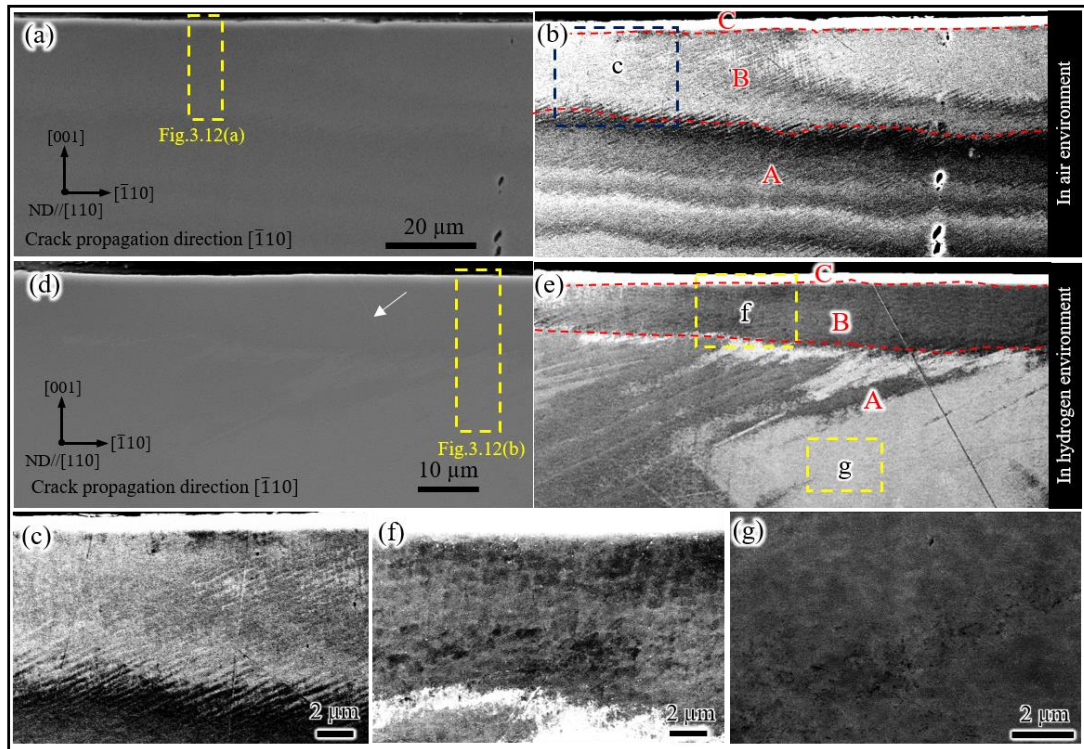 (a)
Fig.3.12(a)
[001]
[1̄10]
ND//[110]
Crack propagation direction [1̄10]
20 μm
(b)
C
c
B
A
In air environment
(d)
[001]
[1̄10]
ND//[110]
Crack propagation direction [1̄10]
Fig.3.12(b)
10 μm
(e)
C
f
B
A
g
In hydrogen environment
(c)
2 μm
(f)
2 μm
(g)
2 μm